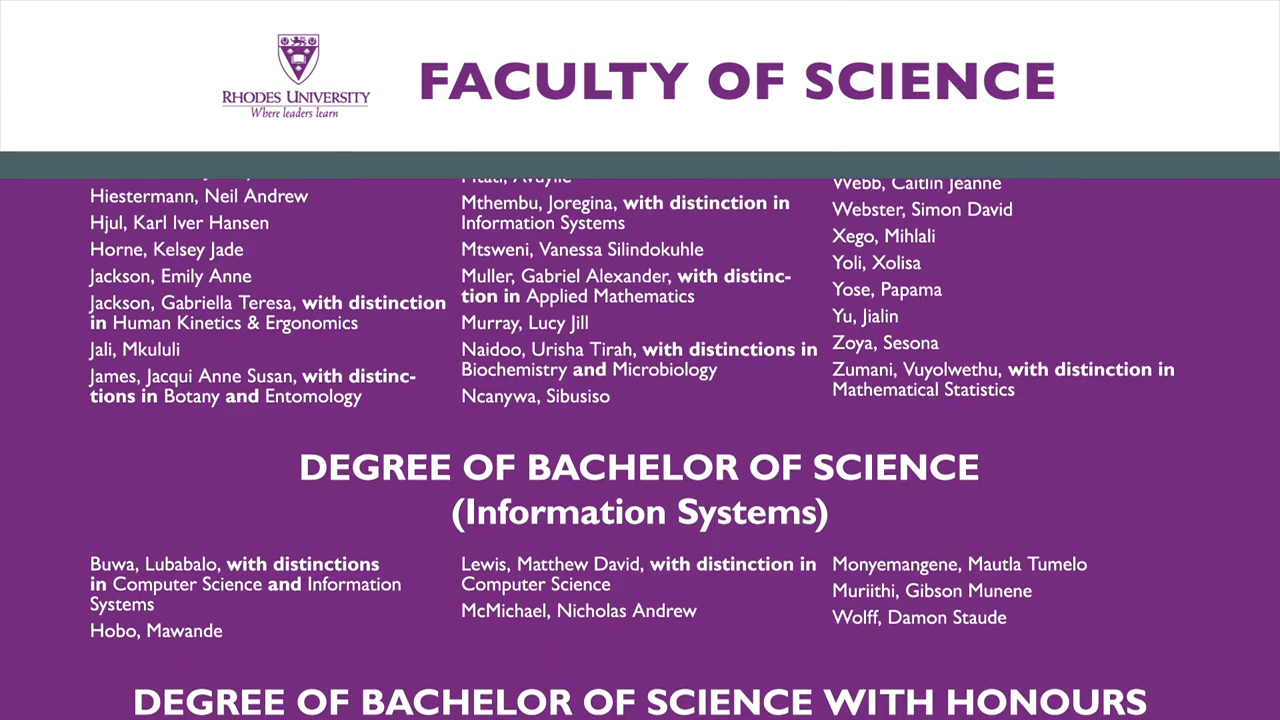 RHODES UNIVERSITY
Where leaders learn
FACULTY OF SCIENCE
Hiestermann, Neil Andrew
Hjul, Karl Iver Hansen
Horne, Kelsey Jade
Jackson, Emily Anne
Jackson, Gabriella Teresa, with distinction
in Human Kinetics & Ergonomics
Jali, Mkululi
James, Jacqui Anne Susan, with distinc-
tions in Botany and Entomology
Mthembu, Joregina, with distinction in
Information Systems
Mtsweni, Vanessa Silindokuhle
Muller, Gabriel Alexander, with distinc-
tion in Applied Mathematics
Murray, Lucy Jill
Naidoo, Urisha Tirah, with distinctions in
Biochemistry and Microbiology
Ncanywa, Sibusiso
Webb, Caitlin Jeanne
Webster, Simon David
Xego, Mihlali
Yoli, Xolisa
Yose, Papama
Yu, Jialin
Zoya, Sesona
Zumani, Vuyolwethu, with distinction in
Mathematical Statistics
DEGREE OF BACHELOR OF SCIENCE
(Information Systems)
Buwa, Lubabalo, with distinctions
in Computer Science and Information
Systems
Hobo, Mawande
Lewis, Matthew David, with distinction in
Computer Science
McMichael, Nicholas Andrew
Monyemangene, Mautla Tumelo
Muriithi, Gibson Munene
Wolff, Damon Staude
DEGREE OF BACHELOR OF SCIENCE WITH HONOURS